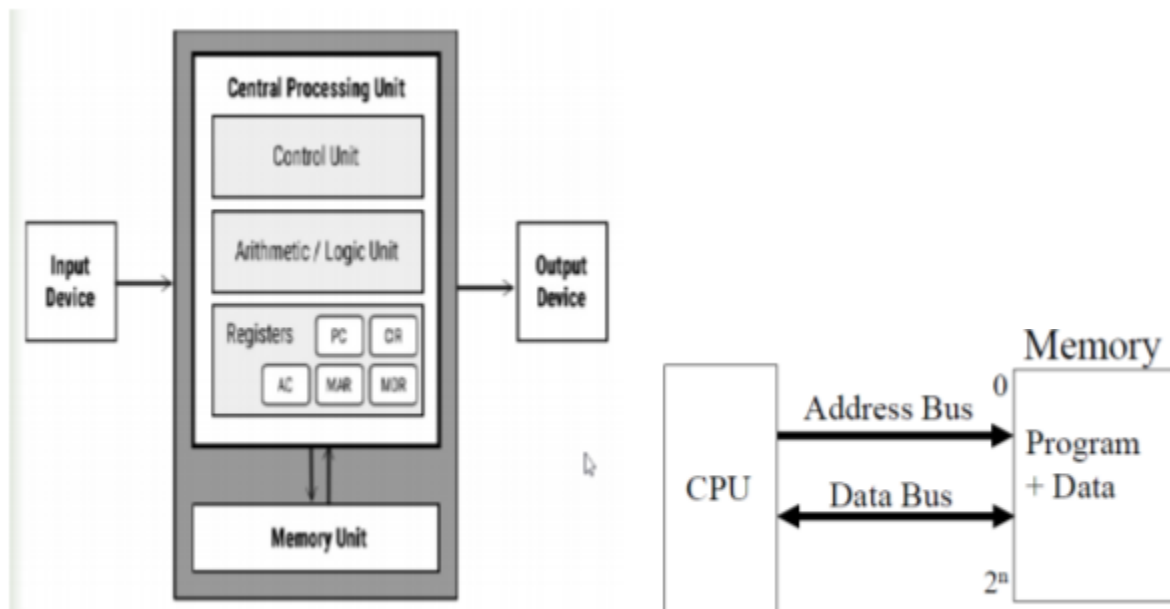 Central Processing Unit
Control Unit
Arithmetic / Logic Unit
Input
Device
Output
Device
Registers
PC
CIR
AC
MAR
MDR
Memory Unit
Memory
0
Address Bus
Program
+ Data
CPU
Data Bus
2ⁿ